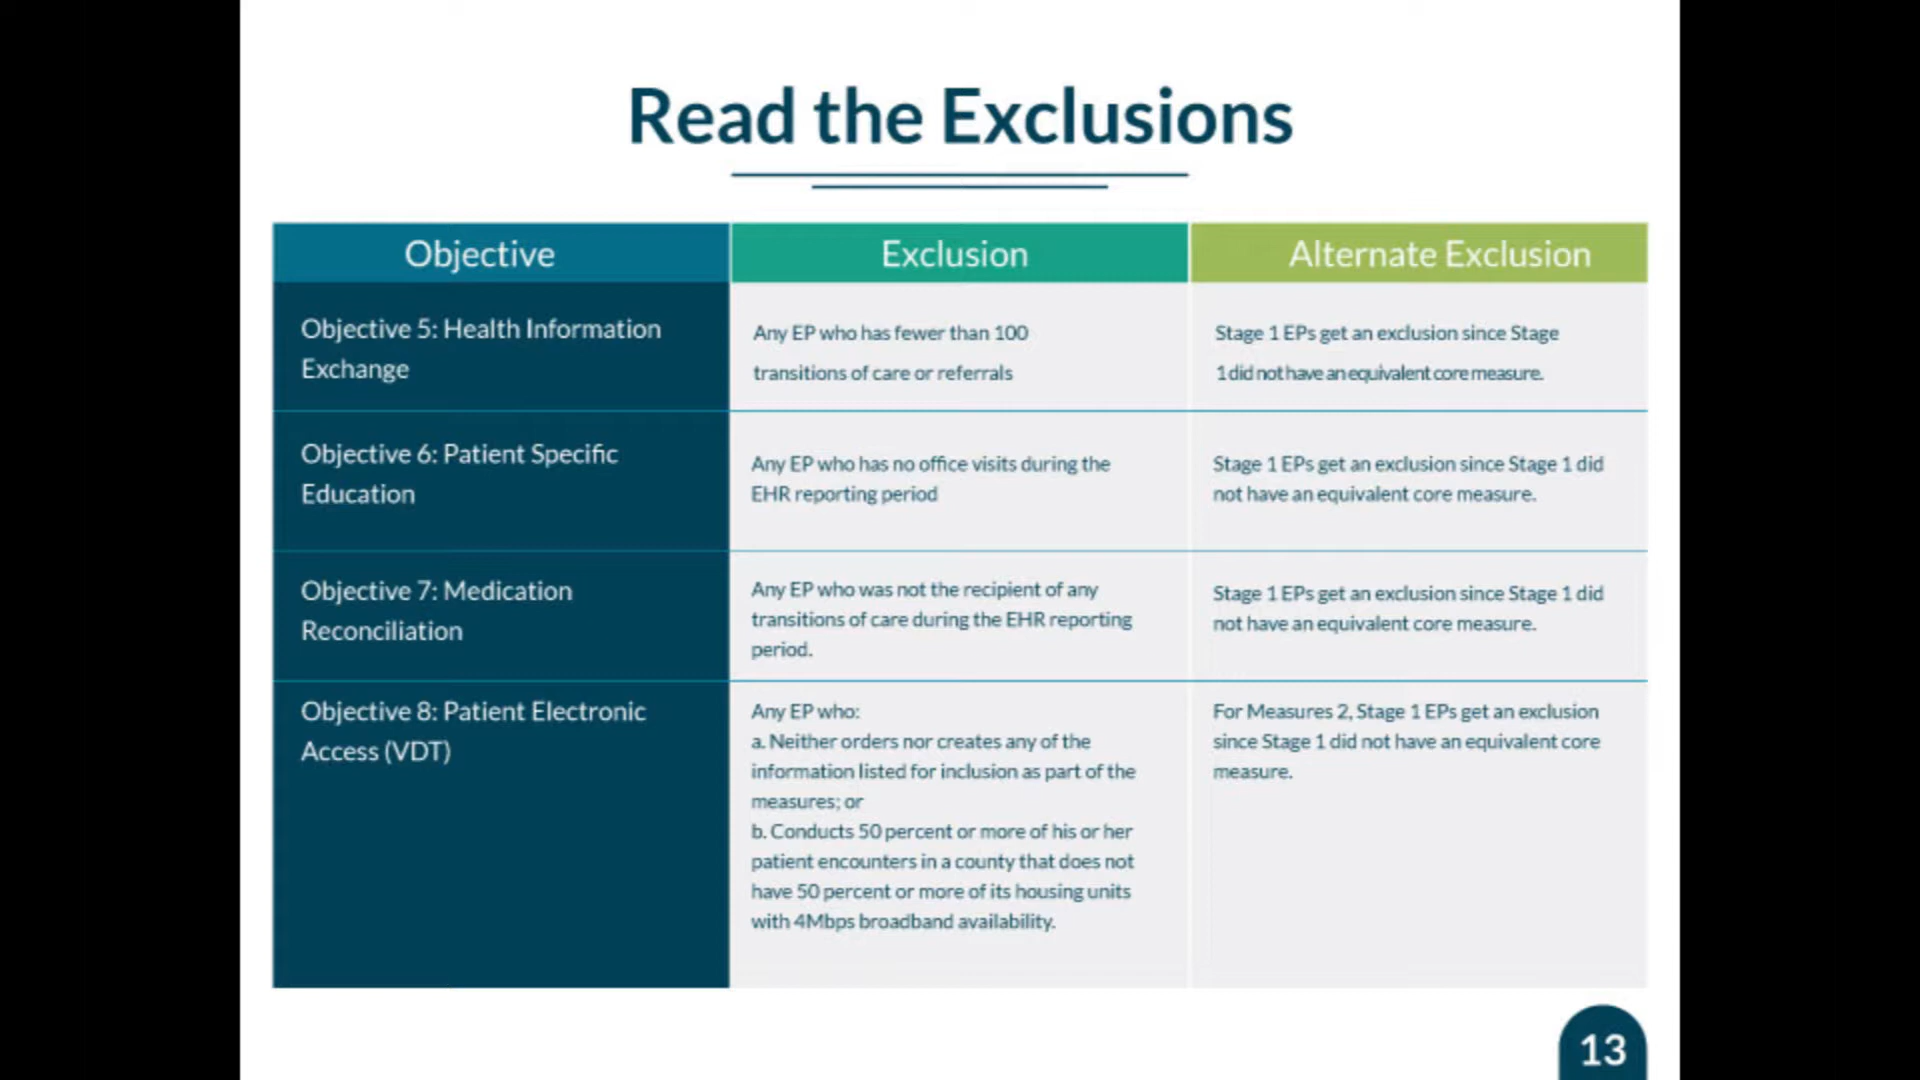 Read the Exclusions
Objective
Exclusion
Alternate Exclusion
Objective 5: Health Information
Exchange
Any EP who has fewer than 100
transitions of care or referrals
Stage 1 EPs get an exclusion since Stage
1 did not have an equivalent core measure.
Objective 6: Patient Specific
Education
Any EP who has no office visits during the
EHR reporting period
Stage 1 EPs get an exclusion since Stage 1 did
not have an equivalent core measure.
Objective 7: Medication
Reconciliation
Any EP who was not the recipient of any
transitions of care during the EHR reporting
period.
Stage 1 EPs get an exclusion since Stage 1 did
not have an equivalent core measure.
Objective 8: Patient Electronic
Access (VDT)
Any EP who:
a. Neither orders nor creates any of the
information listed for inclusion as part of the
measures; or
b. Conducts 50 percent or more of his or her
patient encounters in a county that does not
have 50 percent or more of its housing units
with 4Mbps broadband availability.
For Measures 2, Stage 1 EPs get an exclusion
since Stage 1 did not have an equivalent core
measure.
13